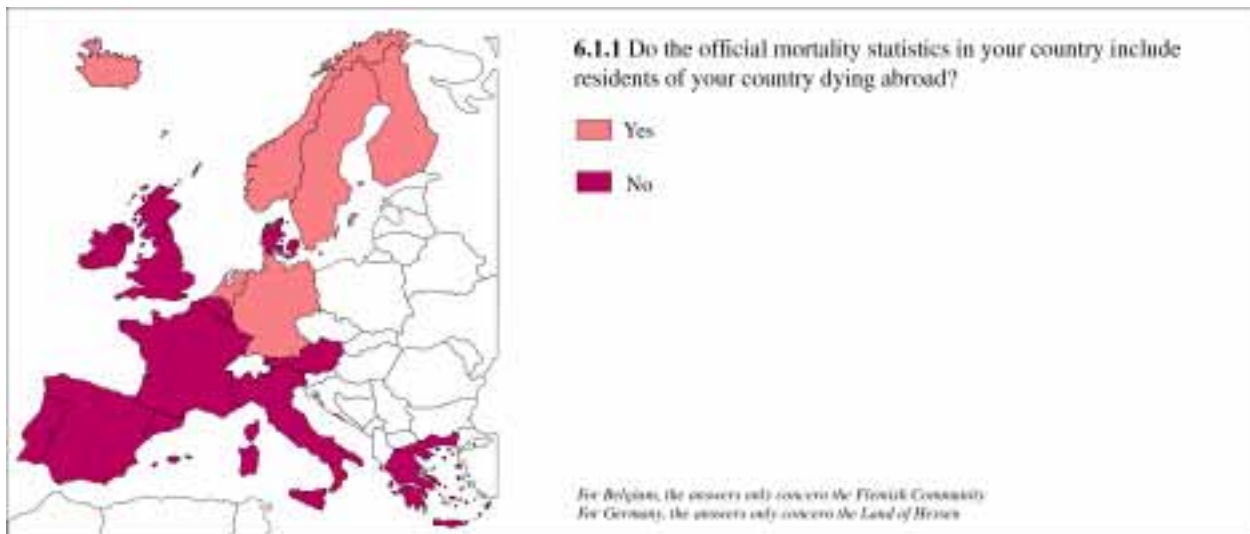 6.1.1 Do the official mortality statistics in your country include
residents of your country dying abroad?
Yes
No
For Belgium, the answers only concern the Flemish Community
For Germany, the answers only concern the Land of Hessen